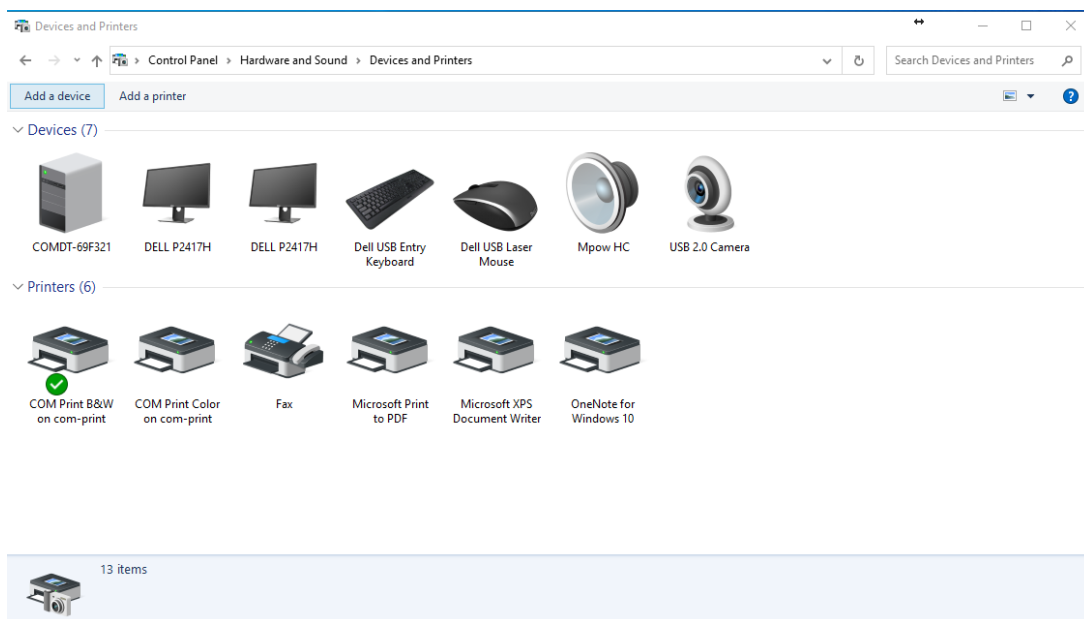 Devices and Printers
Control Panel > Hardware and Sound > Devices and Printers
Search Devices and Printers
Add a device
Add a printer
Devices (7)
COMDT-69F321
DELL P2417H
DELL P2417H
Dell USB Entry
Keyboard
Dell USB Laser
Mouse
Mpow HC
USB 2.0 Camera
Printers (6)
COM Print B&W
on com-print
COM Print Color
on com-print
Fax
Microsoft Print
to PDF
Microsoft XPS
Document Writer
OneNote for
Windows 10
13 items